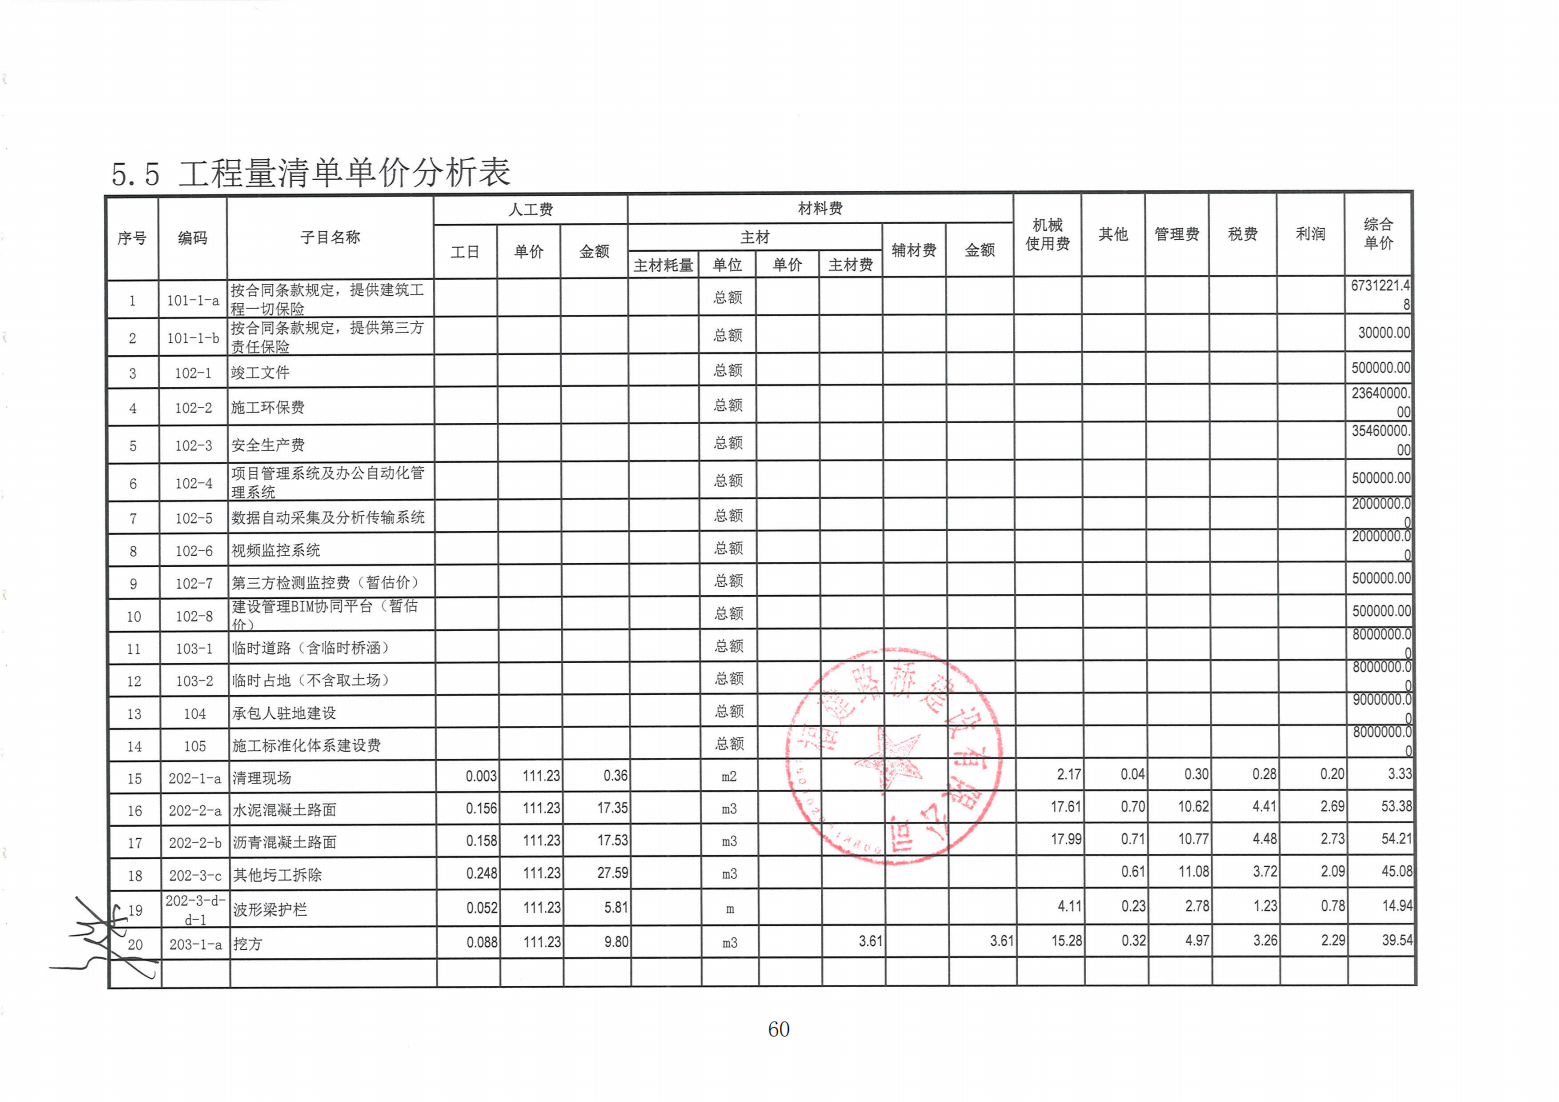 5.5 工程量清单单价分析表
序号 编码 子目名称 人工费 材料费 机械使用费 其他 管理费 税费 利润 综合单价
工日 单价 金额 主材 辅材费 金额
主材耗量 单位 单价 主材费
1 101-1-a 按合同条款规定，提供建筑工程一切保险 总额 6731221.48
2 101-1-b 按合同条款规定，提供第三方责任保险 总额 30000.00
3 102-1 竣工文件 总额 500000.00
4 102-2 施工环保费 总额 23640000.00
5 102-3 安全生产费 总额 35460000.00
6 102-4 项目管理系统及办公自动化管理系统 总额 500000.00
7 102-5 数据自动采集及分析传输系统 总额 2000000.00
8 102-6 视频监控系统 总额 2000000.00
9 102-7 第三方检测监控费（暂估价） 总额 500000.00
10 102-8 建设管理BIM协同平台（暂估价） 总额 500000.00
11 103-1 临时道路（含临时桥涵） 总额 8000000.00
12 103-2 临时占地（不含取土场） 总额 8000000.00
13 104 承包人驻地建设 总额 9000000.00
14 105 施工标准化体系建设费 总额 8000000.00
15 202-1-a 清理现场 0.003 111.23 0.36 m2 2.17 0.04 0.30 0.28 0.20 3.33
16 202-2-a 水泥混凝土路面 0.156 111.23 17.35 m3 17.61 0.70 10.62 4.41 2.69 53.38
17 202-2-b 沥青混凝土路面 0.158 111.23 17.53 m3 17.99 0.71 10.77 4.48 2.73 54.21
18 202-3-c 其他圬工拆除 0.248 111.23 27.59 m3 0.61 11.08 3.72 2.09 45.08
19 202-3-d-d-1 波形梁护栏 0.052 111.23 5.81 m 4.11 0.23 2.78 1.23 0.78 14.94
20 203-1-a 挖方 0.088 111.23 9.80 m3 3.61 3.61 15.28 0.32 4.97 3.26 2.29 39.54
福建路桥建设有限公司
60